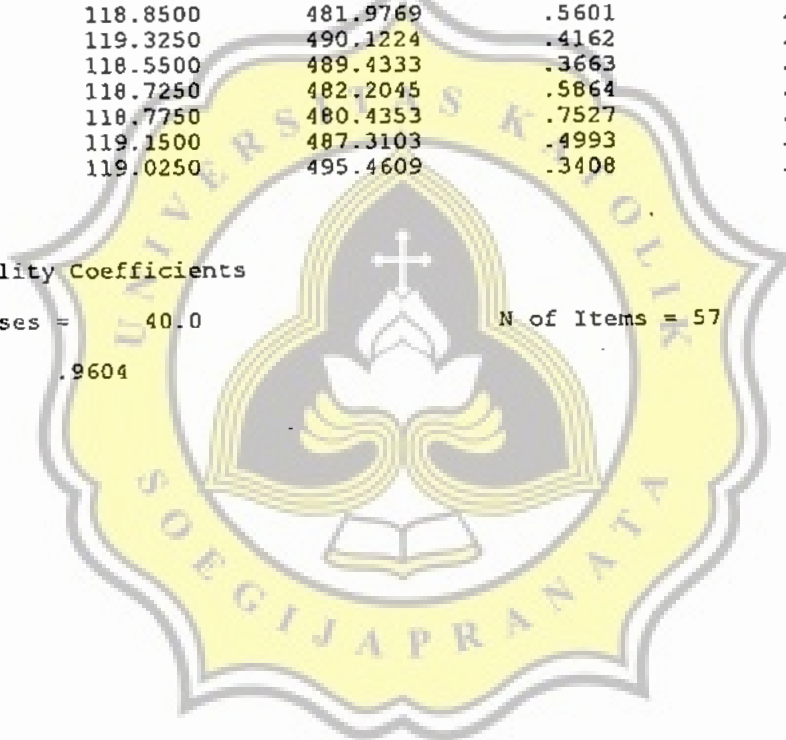 118.8500 481.9769 .5601 .
119.3250 490.1224 .4162 .
118.5500 489.4333 .3663 .
118.7250 482.2045 .5864 .
118.7750 480.4353 .7527 .
119.1500 487.3103 .4993 .
119.0250 495.4609 .3408 .
lity Coefficients
ses = 40.0 N of Items = 57
.9604
UNIVERSITAS KATOLIK
SOEGIJAPRANATA